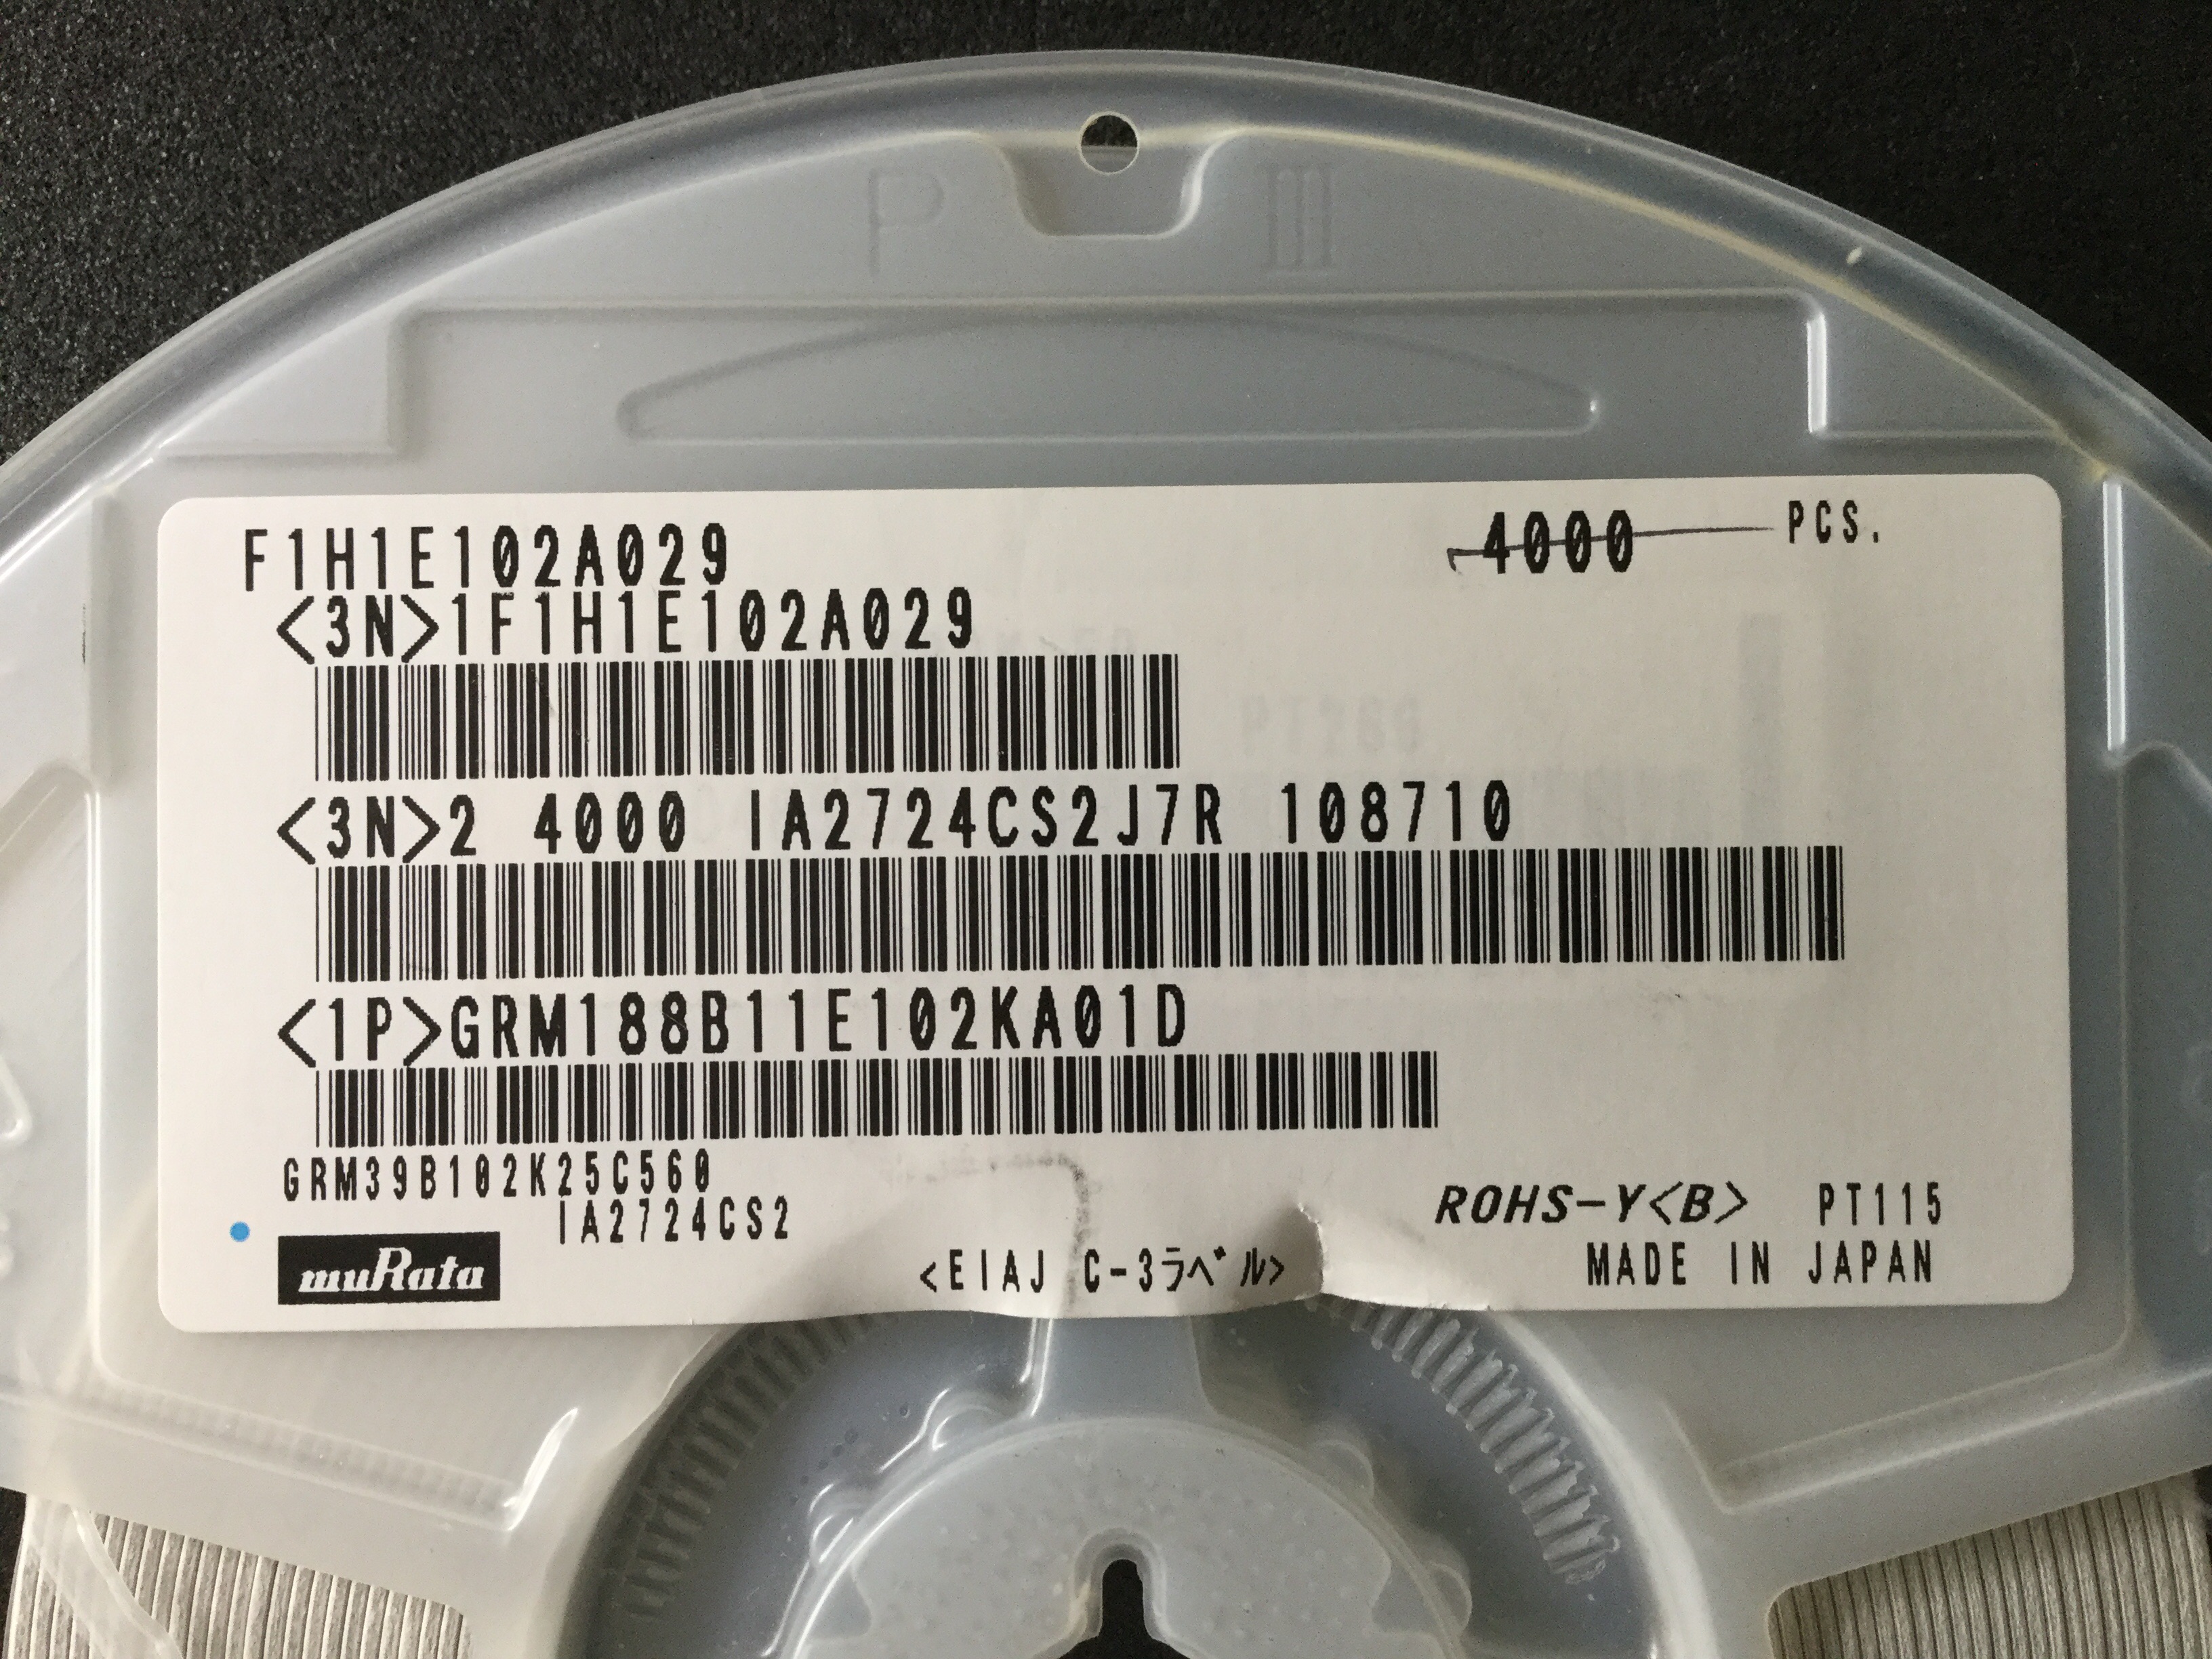 P III
F1H1E102A029 4000 PCS.
<3N>1F1H1E102A029
<3N>2 4000 IA2724CS2J7R 108710
<1P>GRM188B11E102KA01D
GRM39B102K25C560
IA2724CS2
ROHS-Y<B> PT115
muRata
<EIAJ C-3ラベル>
MADE IN JAPAN